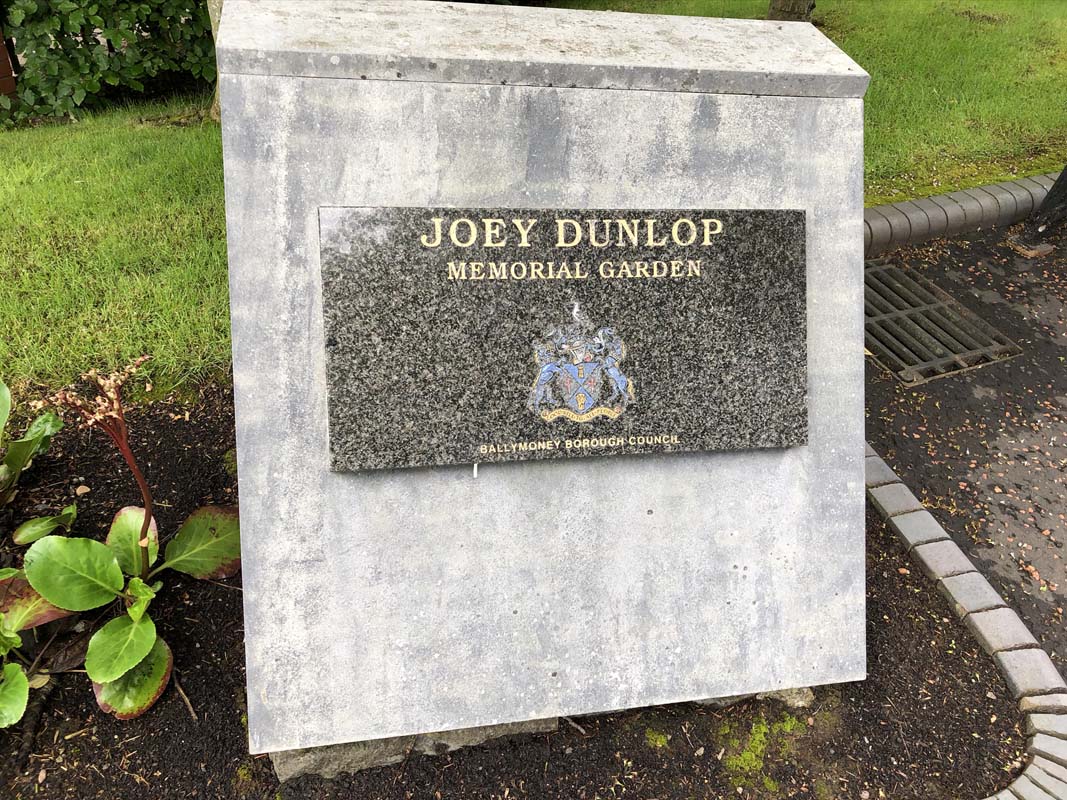 JOEY DUNLOP
MEMORIAL GARDEN
BALLYMONEY BOROUGH COUNCIL